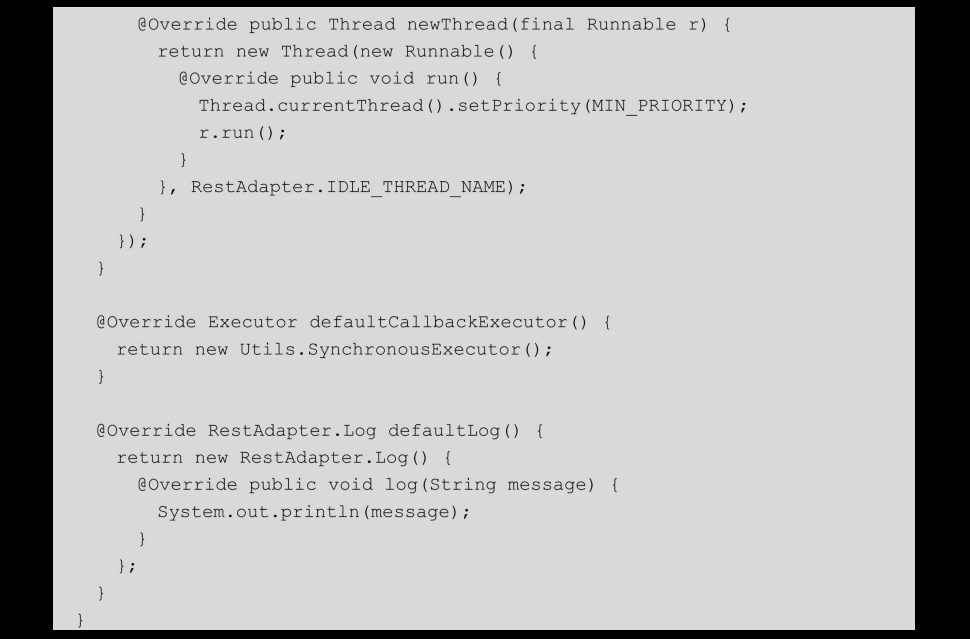 @Override public Thread newThread(final Runnable r) {
return new Thread(new Runnable() {
@Override public void run() {
Thread.currentThread().setPriority(MIN_PRIORITY);
r.run();
}
}, RestAdapter.IDLE_THREAD_NAME);
}
});
}
@Override Executor defaultCallbackExecutor() {
return new Utils.SynchronousExecutor();
}
@Override RestAdapter.Log defaultLog() {
return new RestAdapter.Log() {
@Override public void log(String message) {
System.out.println(message);
}
};
}
}